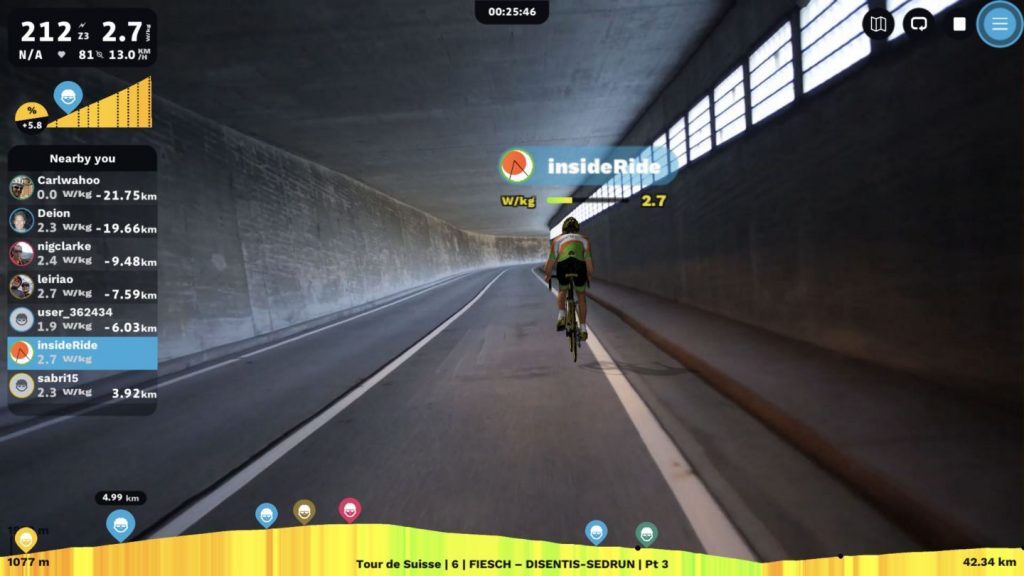 00:25:46
212 Z3 2.7 W/KG
N/A 81 13.0 KM/H
%
+5.8
Nearby you
Carlwahoo
0.0 W/kg -21.75km
Deion
2.3 W/kg -19.66km
nigclarke
2.4 W/kg -9.48km
leiriao
2.7 W/kg -7.59km
user_362434
1.9 W/kg -6.03km
insideRide
2.7 W/kg
sabri15
2.3 W/kg 3.92km
insideRide
W/kg 2.7
4.99 km
1077 m
Tour de Suisse | 6 | FIESCH – DISENTIS-SEDRUN | Pt 3
42.34 km